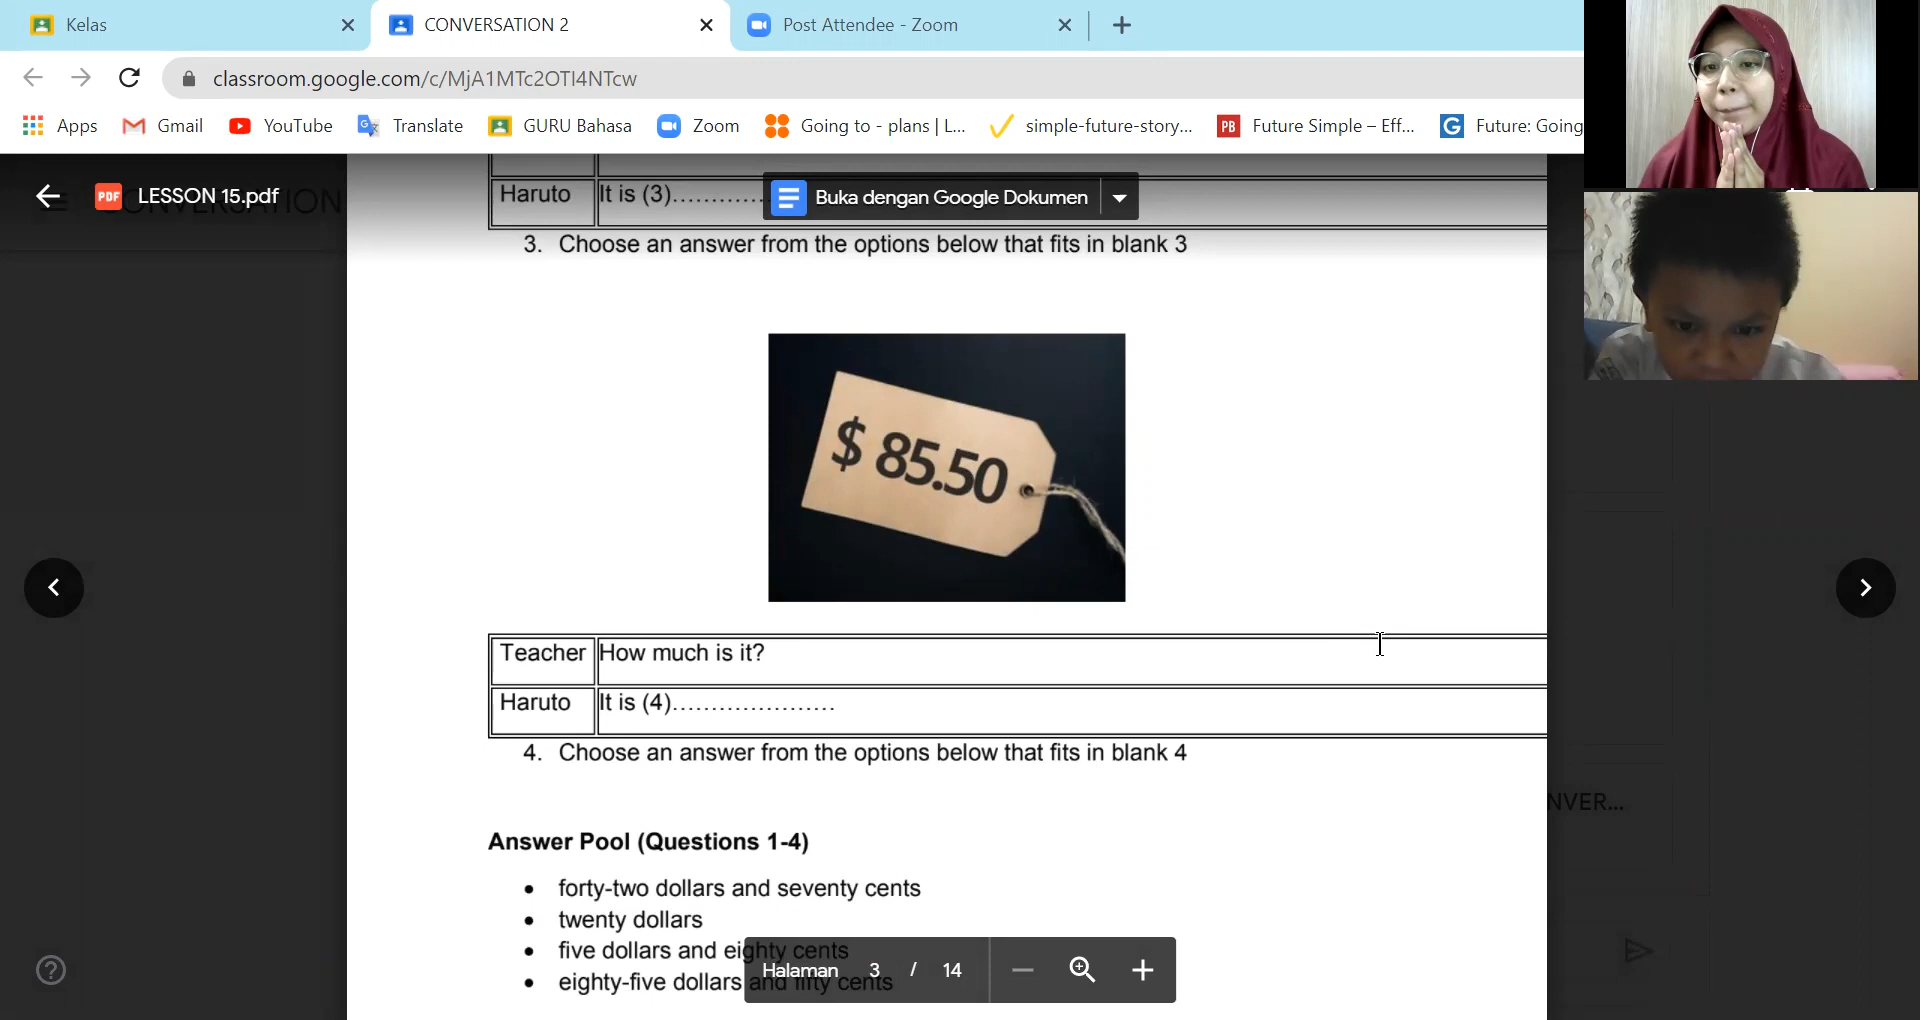 Kelas
CONVERSATION 2
Post Attendee - Zoom
classroom.google.com/c/MjA1MTc2OTI4NTcw
Apps
Gmail
YouTube
Translate
GURU Bahasa
Zoom
Going to - plans | L...
simple-future-story...
PB Future Simple – Eff...
G Future: Going
PDF LESSON 15.pdf
CONVERSATION
Buka dengan Google Dokumen
Haruto It is (3)..............
3. Choose an answer from the options below that fits in blank 3
$ 85.50
Teacher How much is it?
Haruto It is (4).....................
4. Choose an answer from the options below that fits in blank 4
NVER...
Answer Pool (Questions 1-4)
• forty-two dollars and seventy cents
• twenty dollars
• five dollars and eighty cents
• eighty-five dollars and fifty cents
Halaman 3 / 14